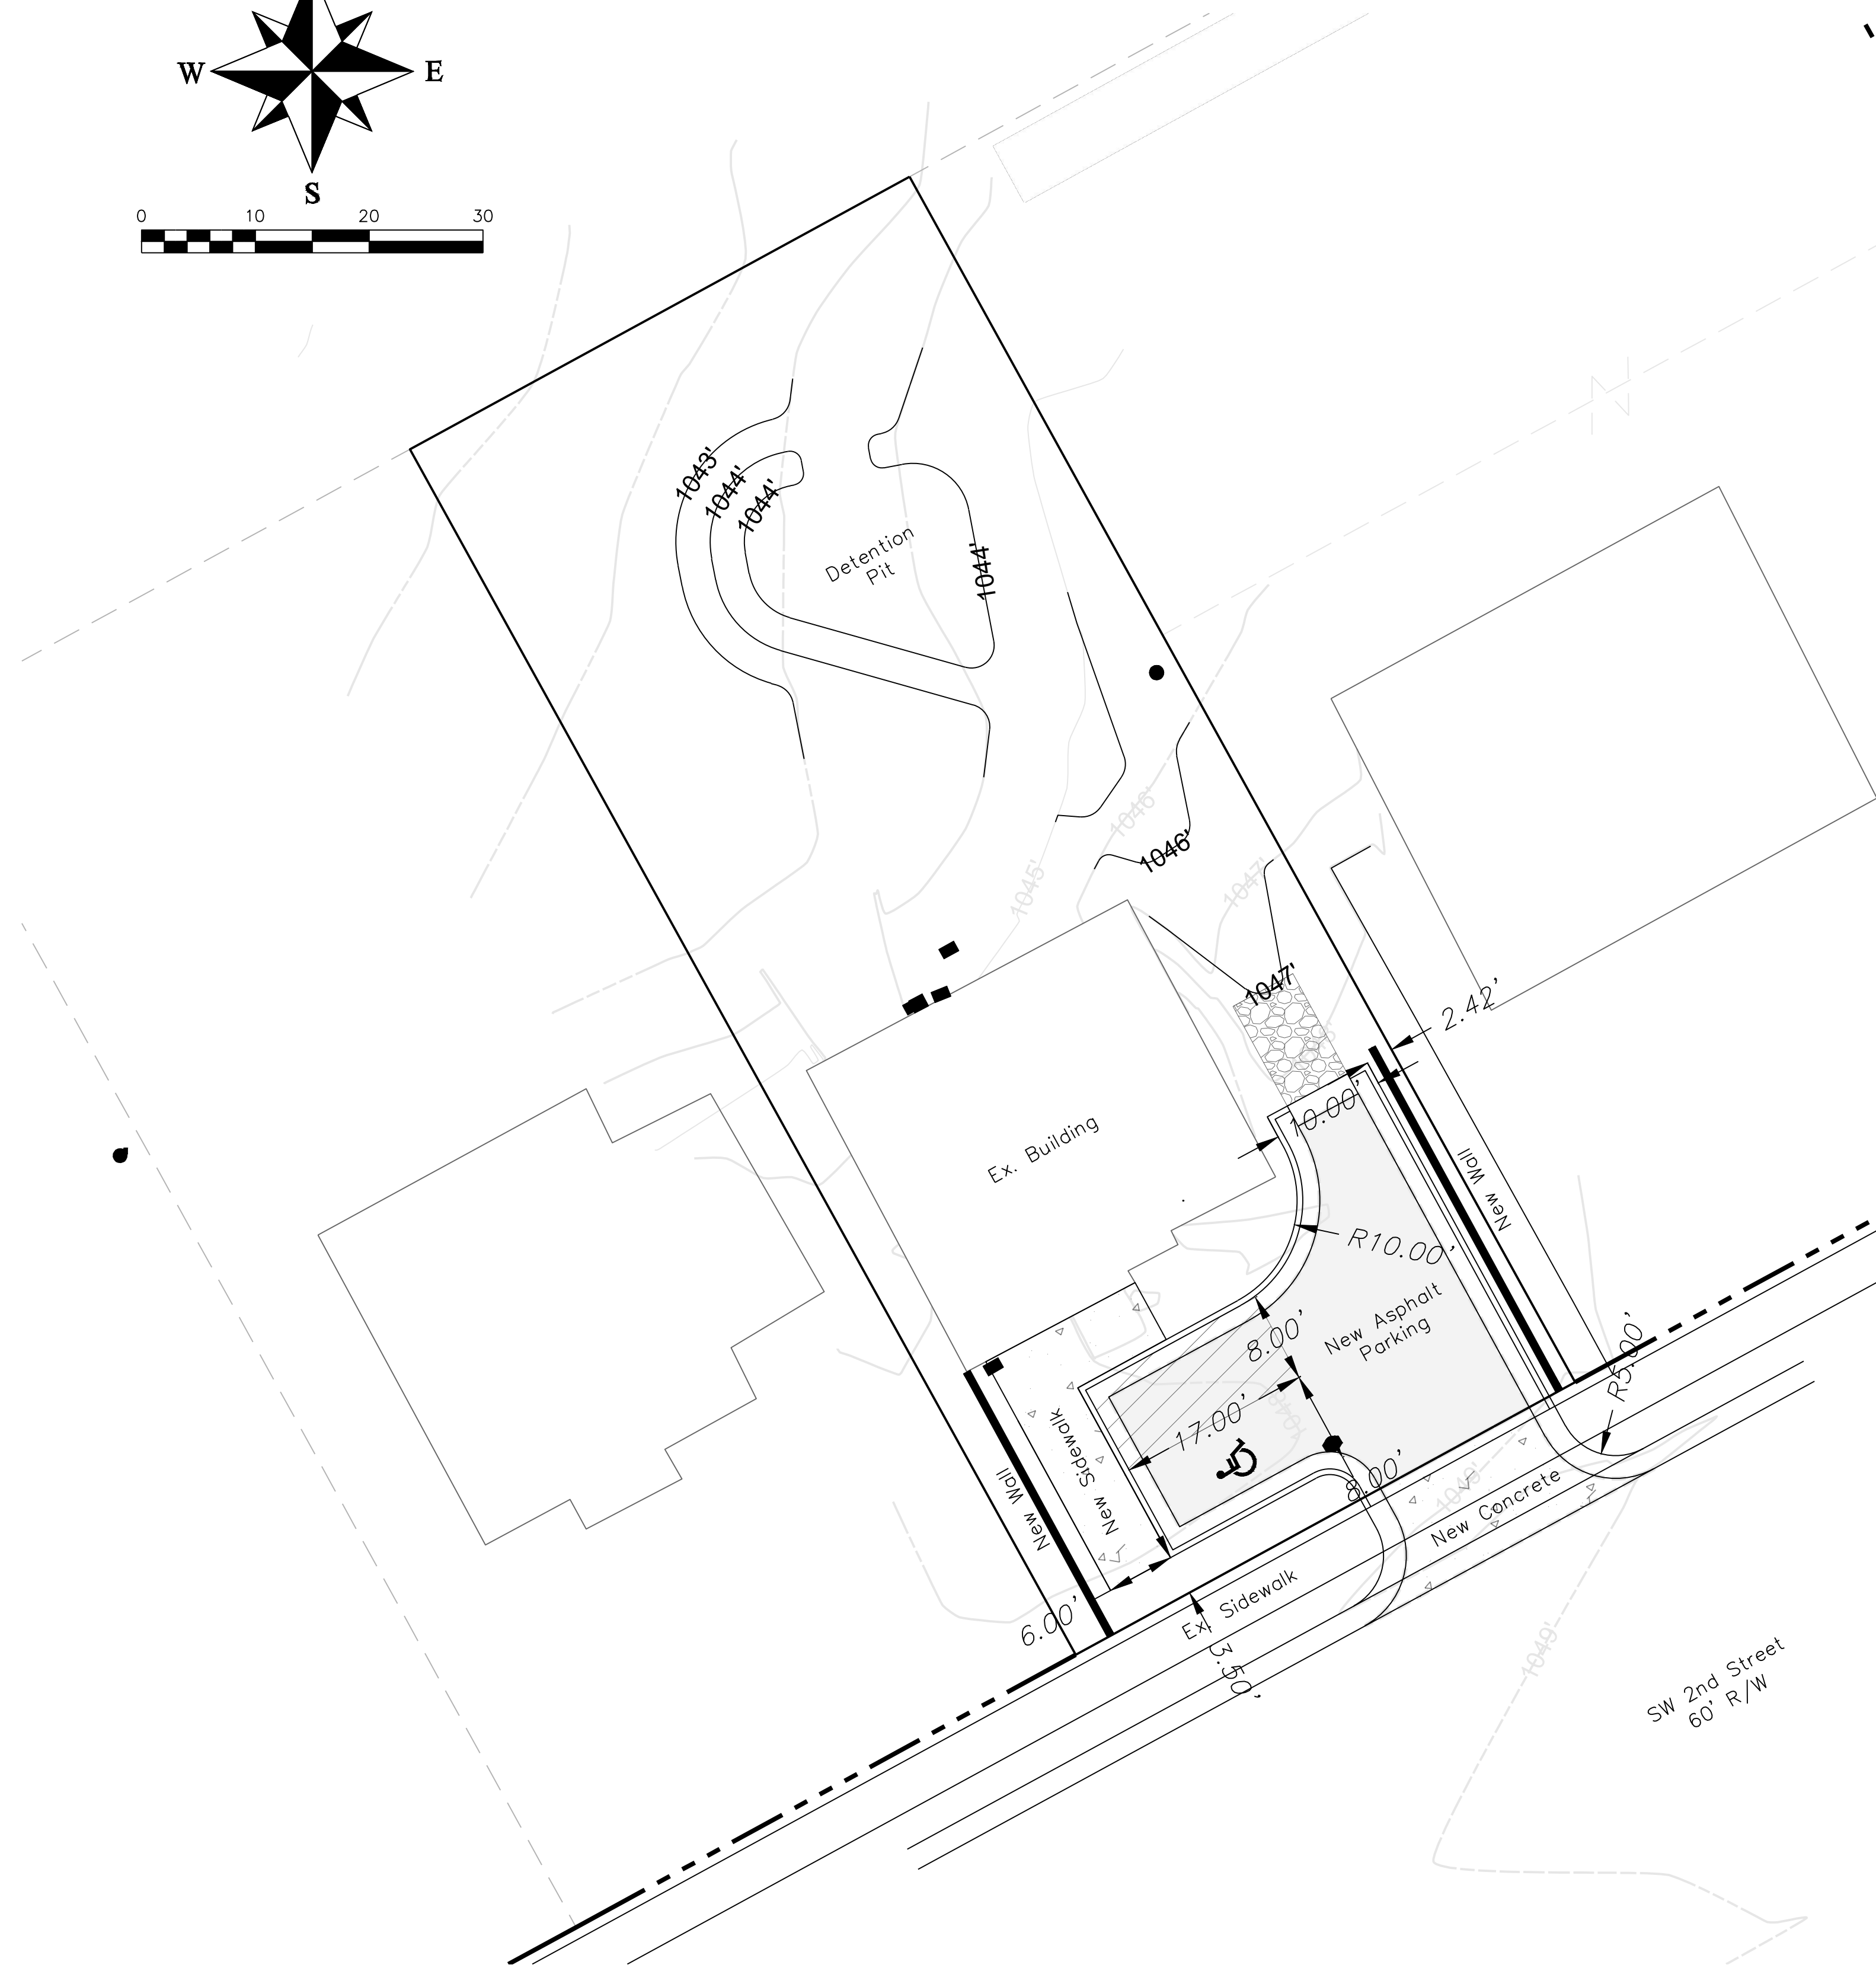 W
E
S
0
10
20
30
1043'
1044'
1044'
Detention
Pit
1044'
N
1046'
1046'
1045'
1047'
1047'
2.42'
10.00'
Ex. Building
New Wall
R10.00'
New Asphalt
Parking
8.00'
R5.00'
17.00'
New Sidewalk
New Wall
8.00'
1049'
New Concrete
Ex. Sidewalk
6.00'
3.50'
1049'
SW 2nd Street
60' R/W